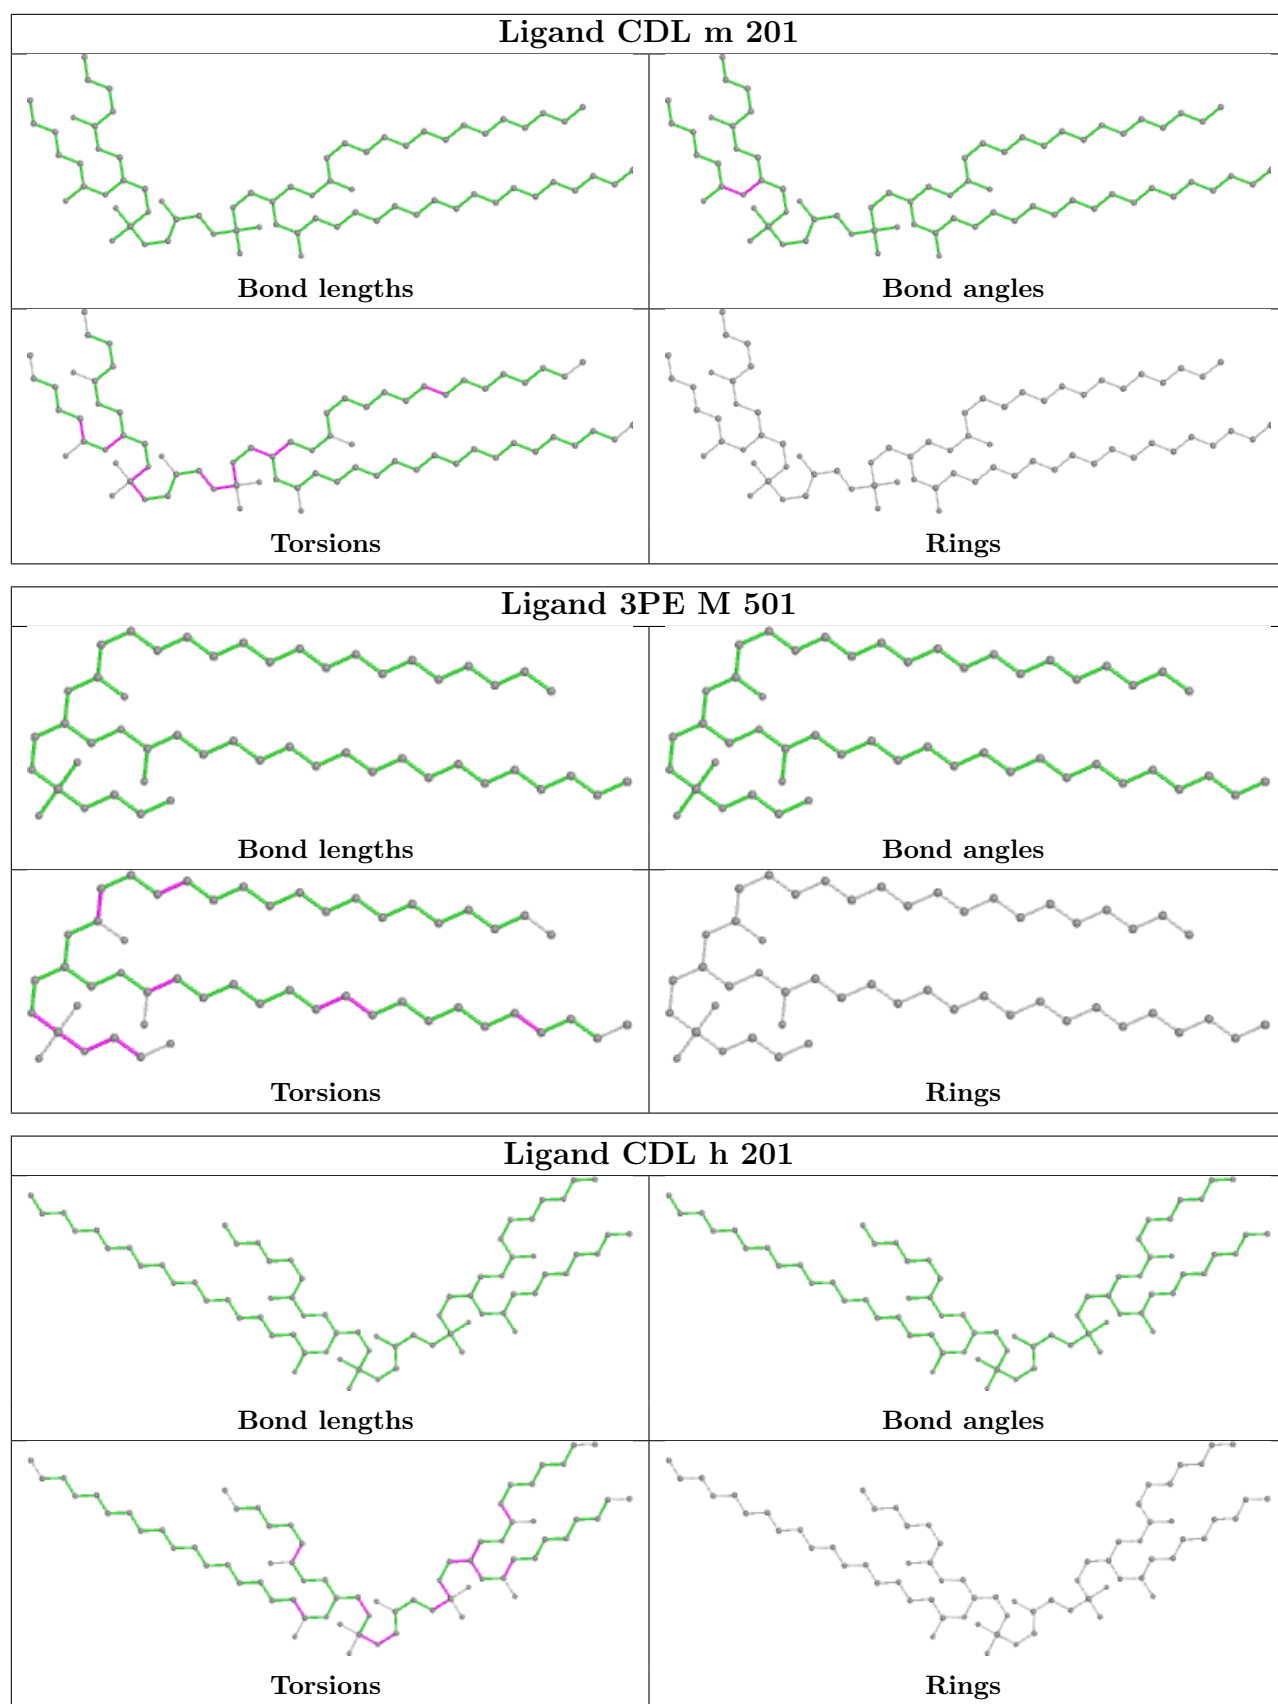 Ligand CDL m 201
Bond lengths
Bond angles
Torsions
Rings
Ligand 3PE M 501
Bond lengths
Bond angles
Torsions
Rings
Ligand CDL h 201
Bond lengths
Bond angles
Torsions
Rings